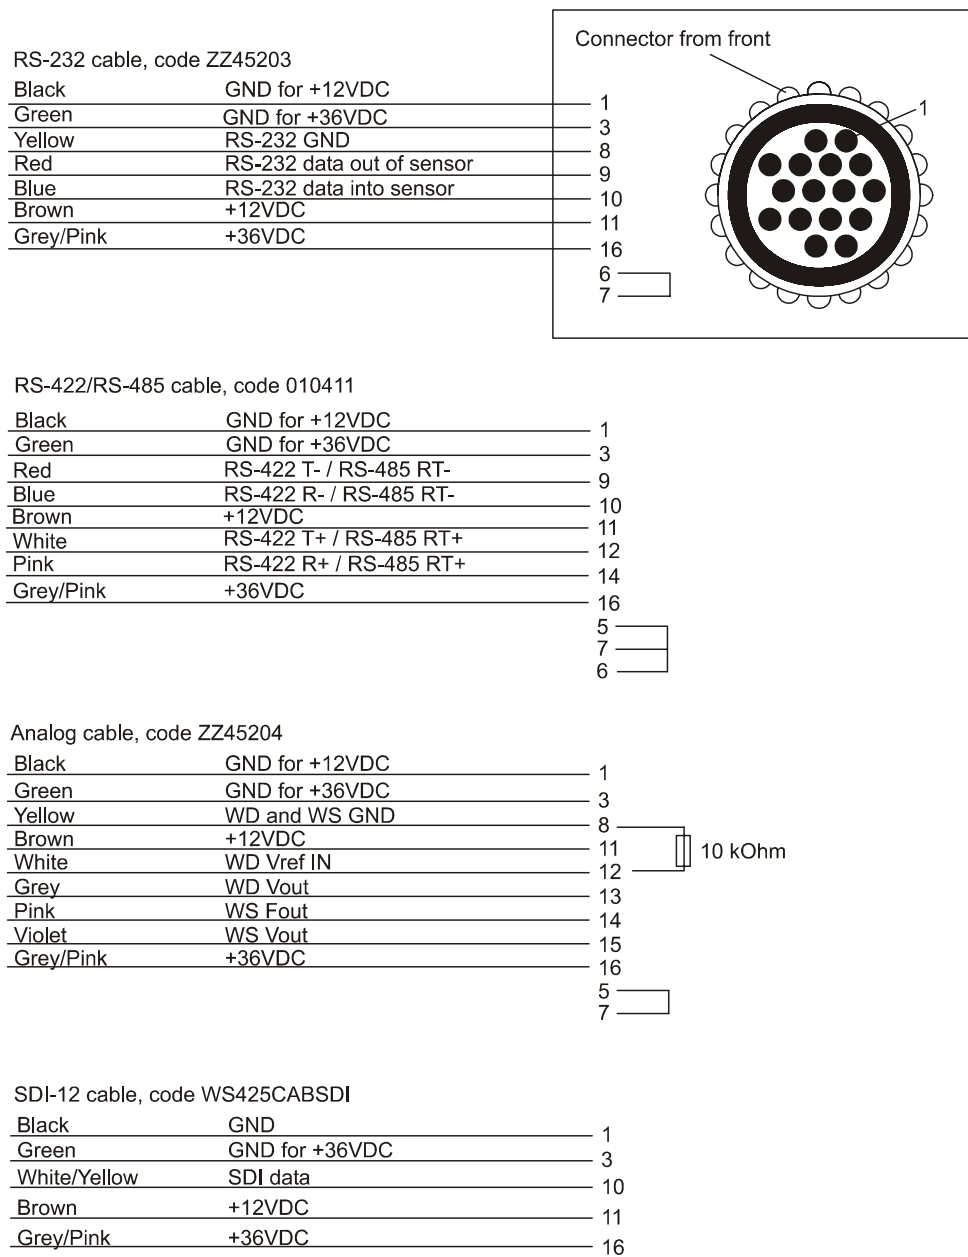 Connector from front
1
RS-232 cable, code ZZ45203
Black GND for +12VDC 1
Green GND for +36VDC 3
Yellow RS-232 GND 8
Red RS-232 data out of sensor 9
Blue RS-232 data into sensor 10
Brown +12VDC 11
Grey/Pink +36VDC 16
6
7
RS-422/RS-485 cable, code 010411
Black GND for +12VDC 1
Green GND for +36VDC 3
Red RS-422 T- / RS-485 RT- 9
Blue RS-422 R- / RS-485 RT- 10
Brown +12VDC 11
White RS-422 T+ / RS-485 RT+ 12
Pink RS-422 R+ / RS-485 RT+ 14
Grey/Pink +36VDC 16
5
7
6
Analog cable, code ZZ45204
Black GND for +12VDC 1
Green GND for +36VDC 3
Yellow WD and WS GND 8
Brown +12VDC 11 10 kOhm
White WD Vref IN 12
Grey WD Vout 13
Pink WS Fout 14
Violet WS Vout 15
Grey/Pink +36VDC 16
5
7
SDI-12 cable, code WS425CABSDI
Black GND 1
Green GND for +36VDC 3
White/Yellow SDI data 10
Brown +12VDC 11
Grey/Pink +36VDC 16